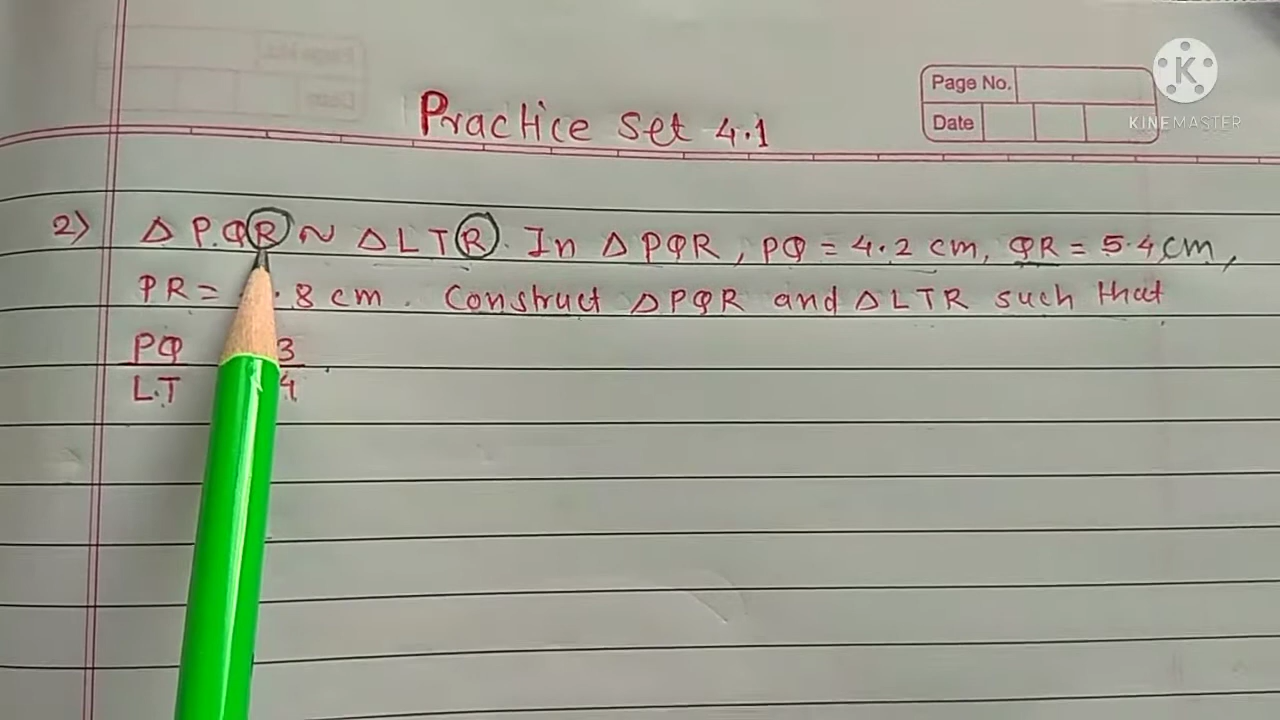 Page No.
Date
KINEMASTER
Practice Set 4.1
2) Δ PQR ~ Δ LTR. In Δ PQR, PQ = 4.2 cm, QR = 5.4 cm,
PR = .8 cm. Construct Δ PQR and Δ LTR such that
PQ 3
LT 4